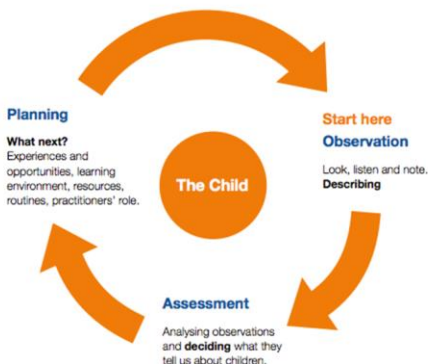 Planning
What next?
Experiences and
opportunities, learning
environment, resources,
routines, practitioners' role.
The Child
Start here
Observation
Look, listen and note.
Describing
Assessment
Analysing observations
and deciding what they
tell us about children.